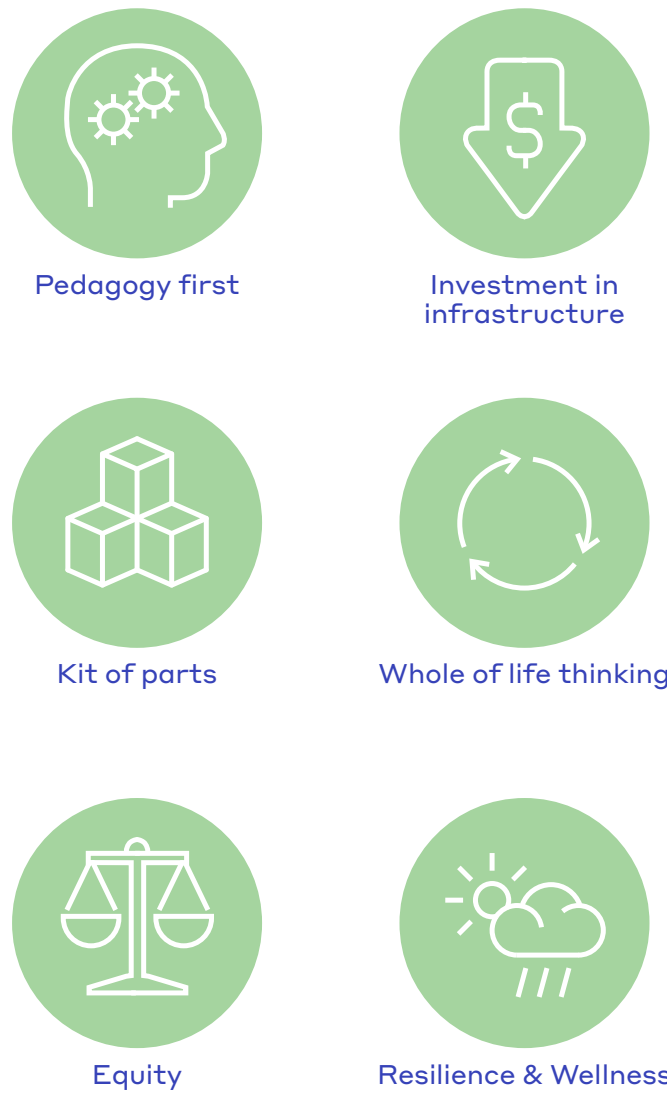 Pedagogy first
Investment in
infrastructure
Kit of parts
Whole of life thinking
Equity
Resilience & Wellness